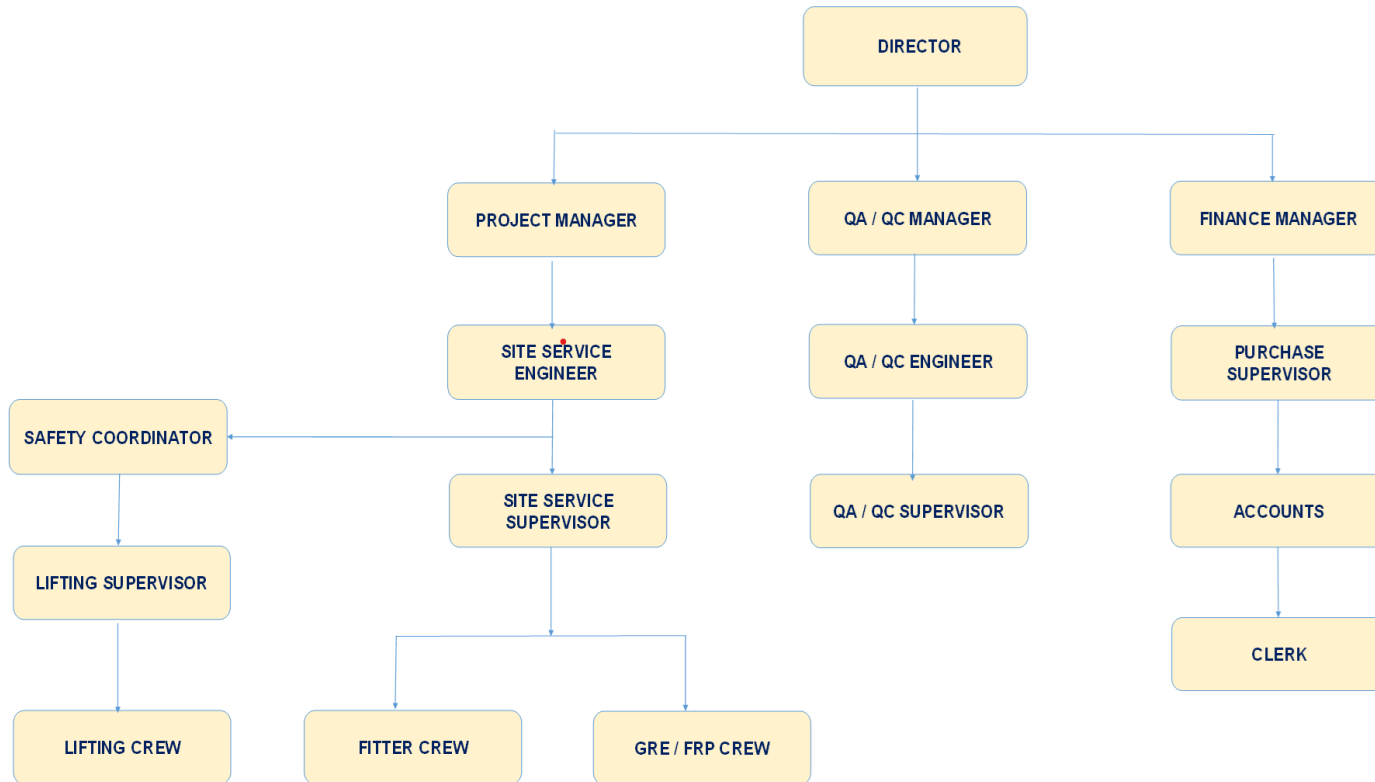 DIRECTOR
PROJECT MANAGER
QA / QC MANAGER
FINANCE MANAGER
SITE SERVICE
ENGINEER
QA / QC ENGINEER
PURCHASE
SUPERVISOR
SAFETY COORDINATOR
SITE SERVICE
SUPERVISOR
QA / QC SUPERVISOR
ACCOUNTS
LIFTING SUPERVISOR
CLERK
LIFTING CREW
FITTER CREW
GRE / FRP CREW